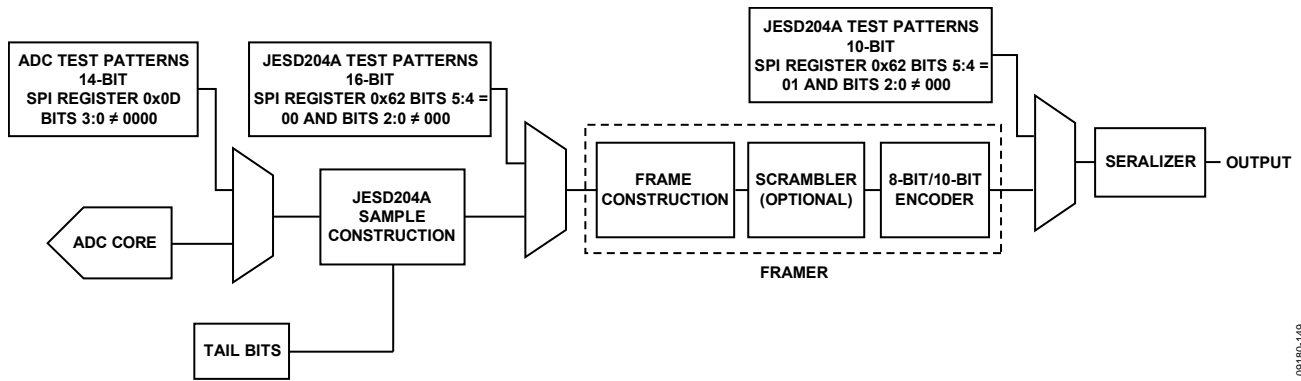 ADC TEST PATTERNS
14-BIT
SPI REGISTER 0x0D
BITS 3:0 ≠ 0000
JESD204A TEST PATTERNS
16-BIT
SPI REGISTER 0x62 BITS 5:4 =
00 AND BITS 2:0 ≠ 000
JESD204A TEST PATTERNS
10-BIT
SPI REGISTER 0x62 BITS 5:4 =
01 AND BITS 2:0 ≠ 000
ADC CORE
JESD204A
SAMPLE
CONSTRUCTION
TAIL BITS
FRAME
CONSTRUCTION
SCRAMBLER
(OPTIONAL)
8-BIT/10-BIT
ENCODER
FRAMER
SERALIZER
OUTPUT
09180-149